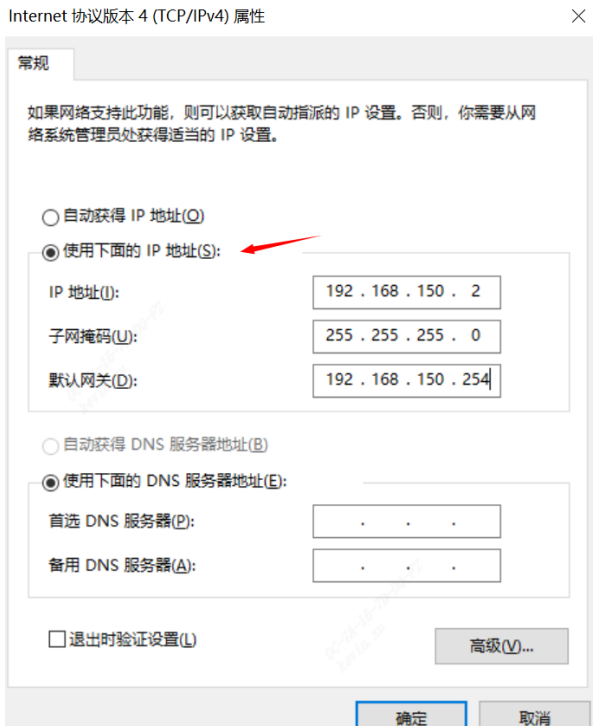 Internet 协议版本 4 (TCP/IPv4) 属性
常规
如果网络支持此功能，则可以获取自动指派的 IP 设置。否则，你需要从网
络系统管理员处获得适当的 IP 设置。
自动获得 IP 地址(O)
使用下面的 IP 地址(S):
IP 地址(I): 192 . 168 . 150 . 2
子网掩码(U): 255 . 255 . 255 . 0
默认网关(D): 192 . 168 . 150 . 254
自动获得 DNS 服务器地址(B)
使用下面的 DNS 服务器地址(E):
首选 DNS 服务器(P): . . .
备用 DNS 服务器(A): . . .
退出时验证设置(L)
高级(V)...
确定 取消